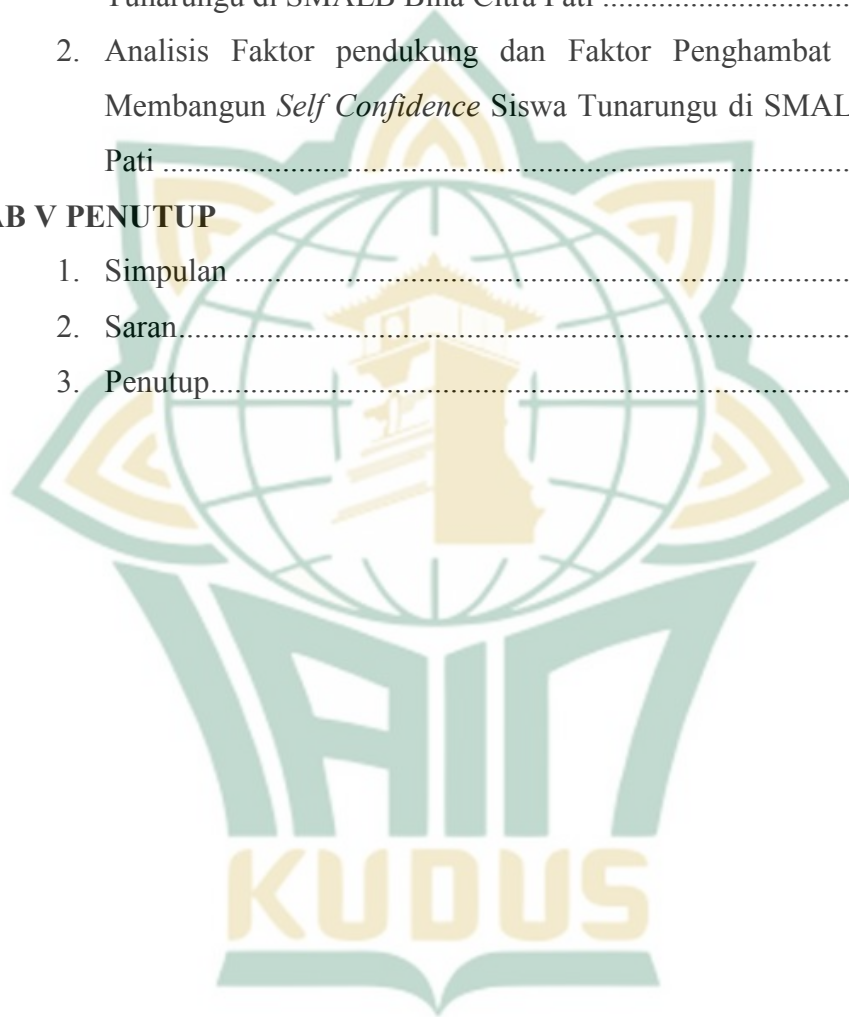 Tunarungu di SMALB Bina Citra Pati ...............................
2. Analisis Faktor pendukung dan Faktor Penghambat
Membangun Self Confidence Siswa Tunarungu di SMAL
Pati ...............................................................................
AB V PENUTUP
1. Simpulan .......................................................................
2. Saran..............................................................................
3. Penutup..........................................................................
IAIN
KUDUS